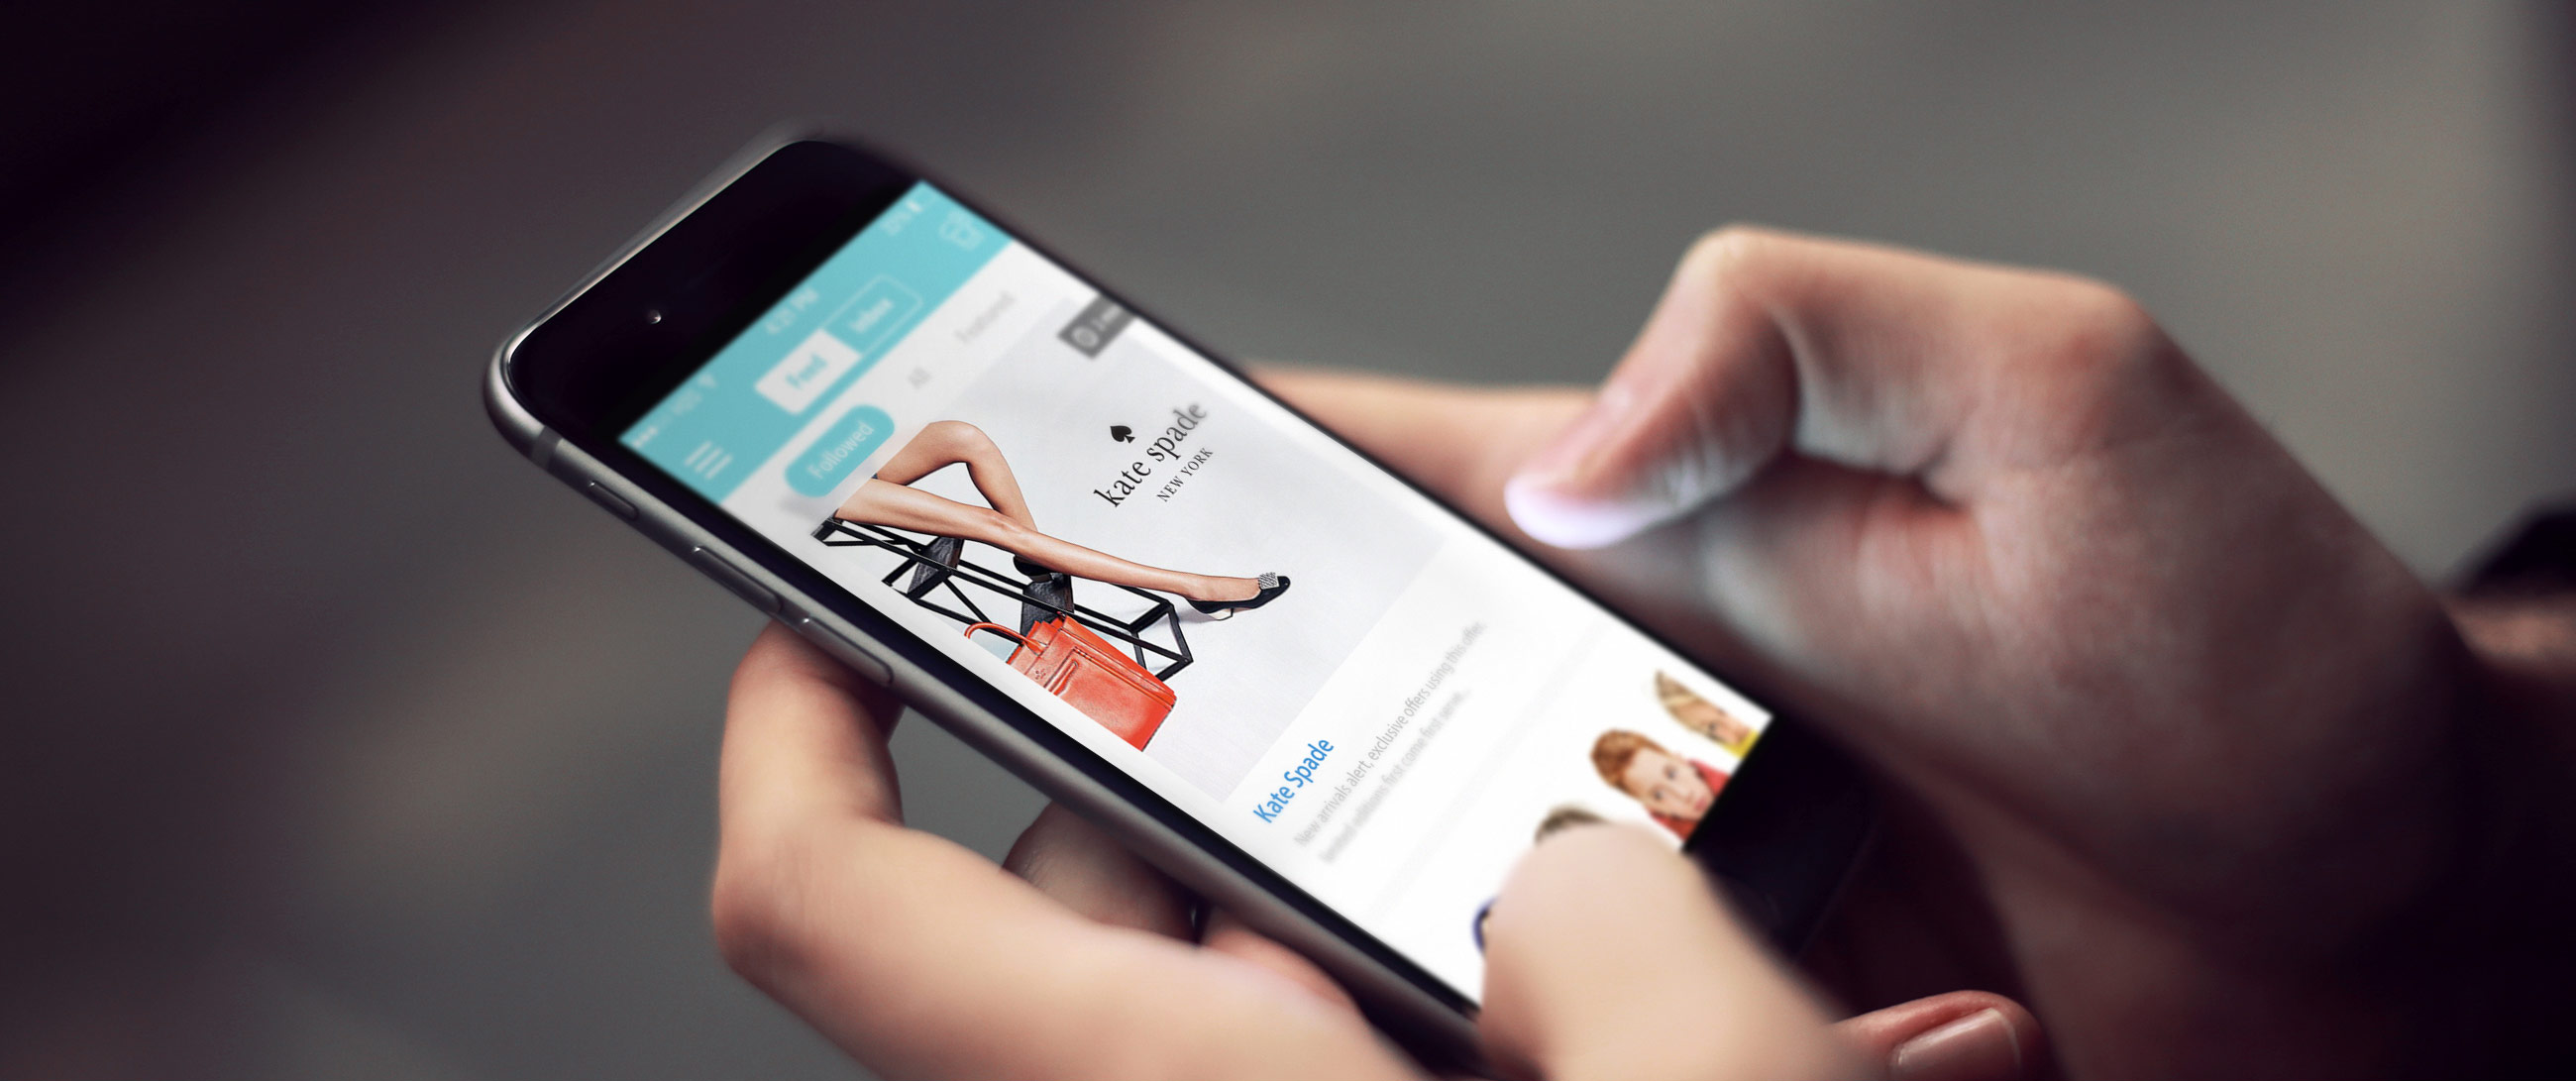 4:21 PM
Feed
Inbox
Followed
All
Featured
kate spade
NEW YORK
Kate Spade
New arrivals alert, exclusive offers using this offer,
limited editions first come first serve...